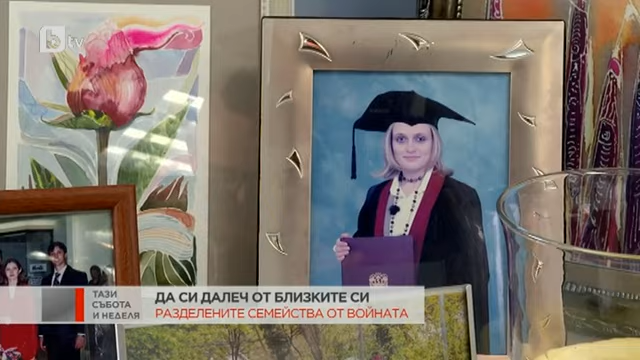 btv
ТАЗИ
СЪБОТА
И НЕДЕЛЯ
ДА СИ ДАЛЕЧ ОТ БЛИЗКИТЕ СИ
РАЗДЕЛЕНИТЕ СЕМЕЙСТВА ОТ ВОЙНАТА